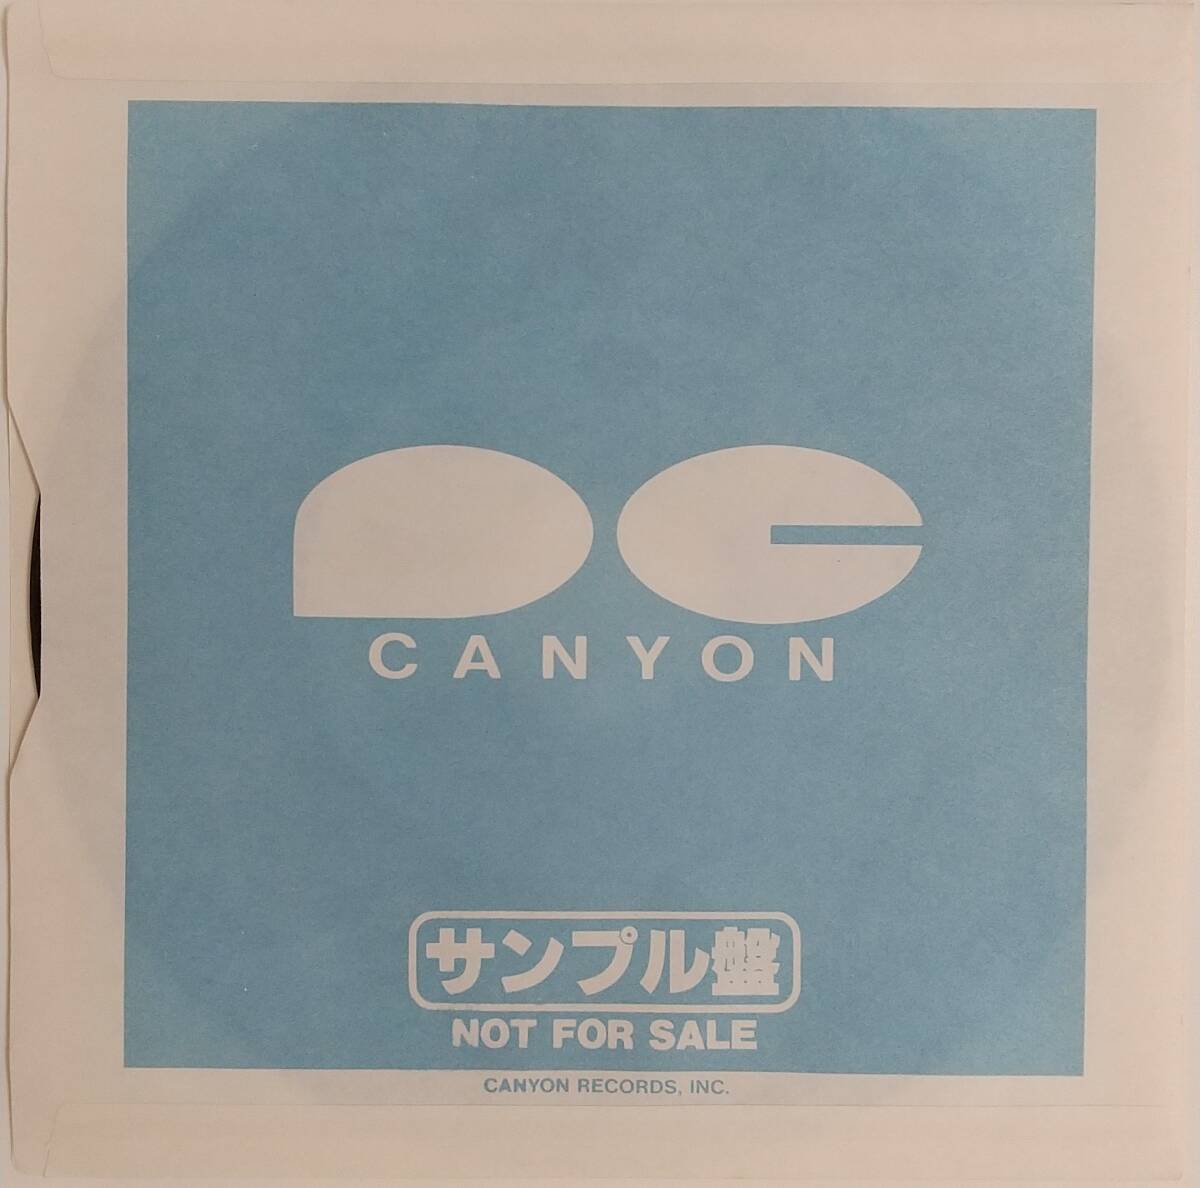 CANYON
サンプル盤
NOT FOR SALE
CANYON RECORDS, INC.